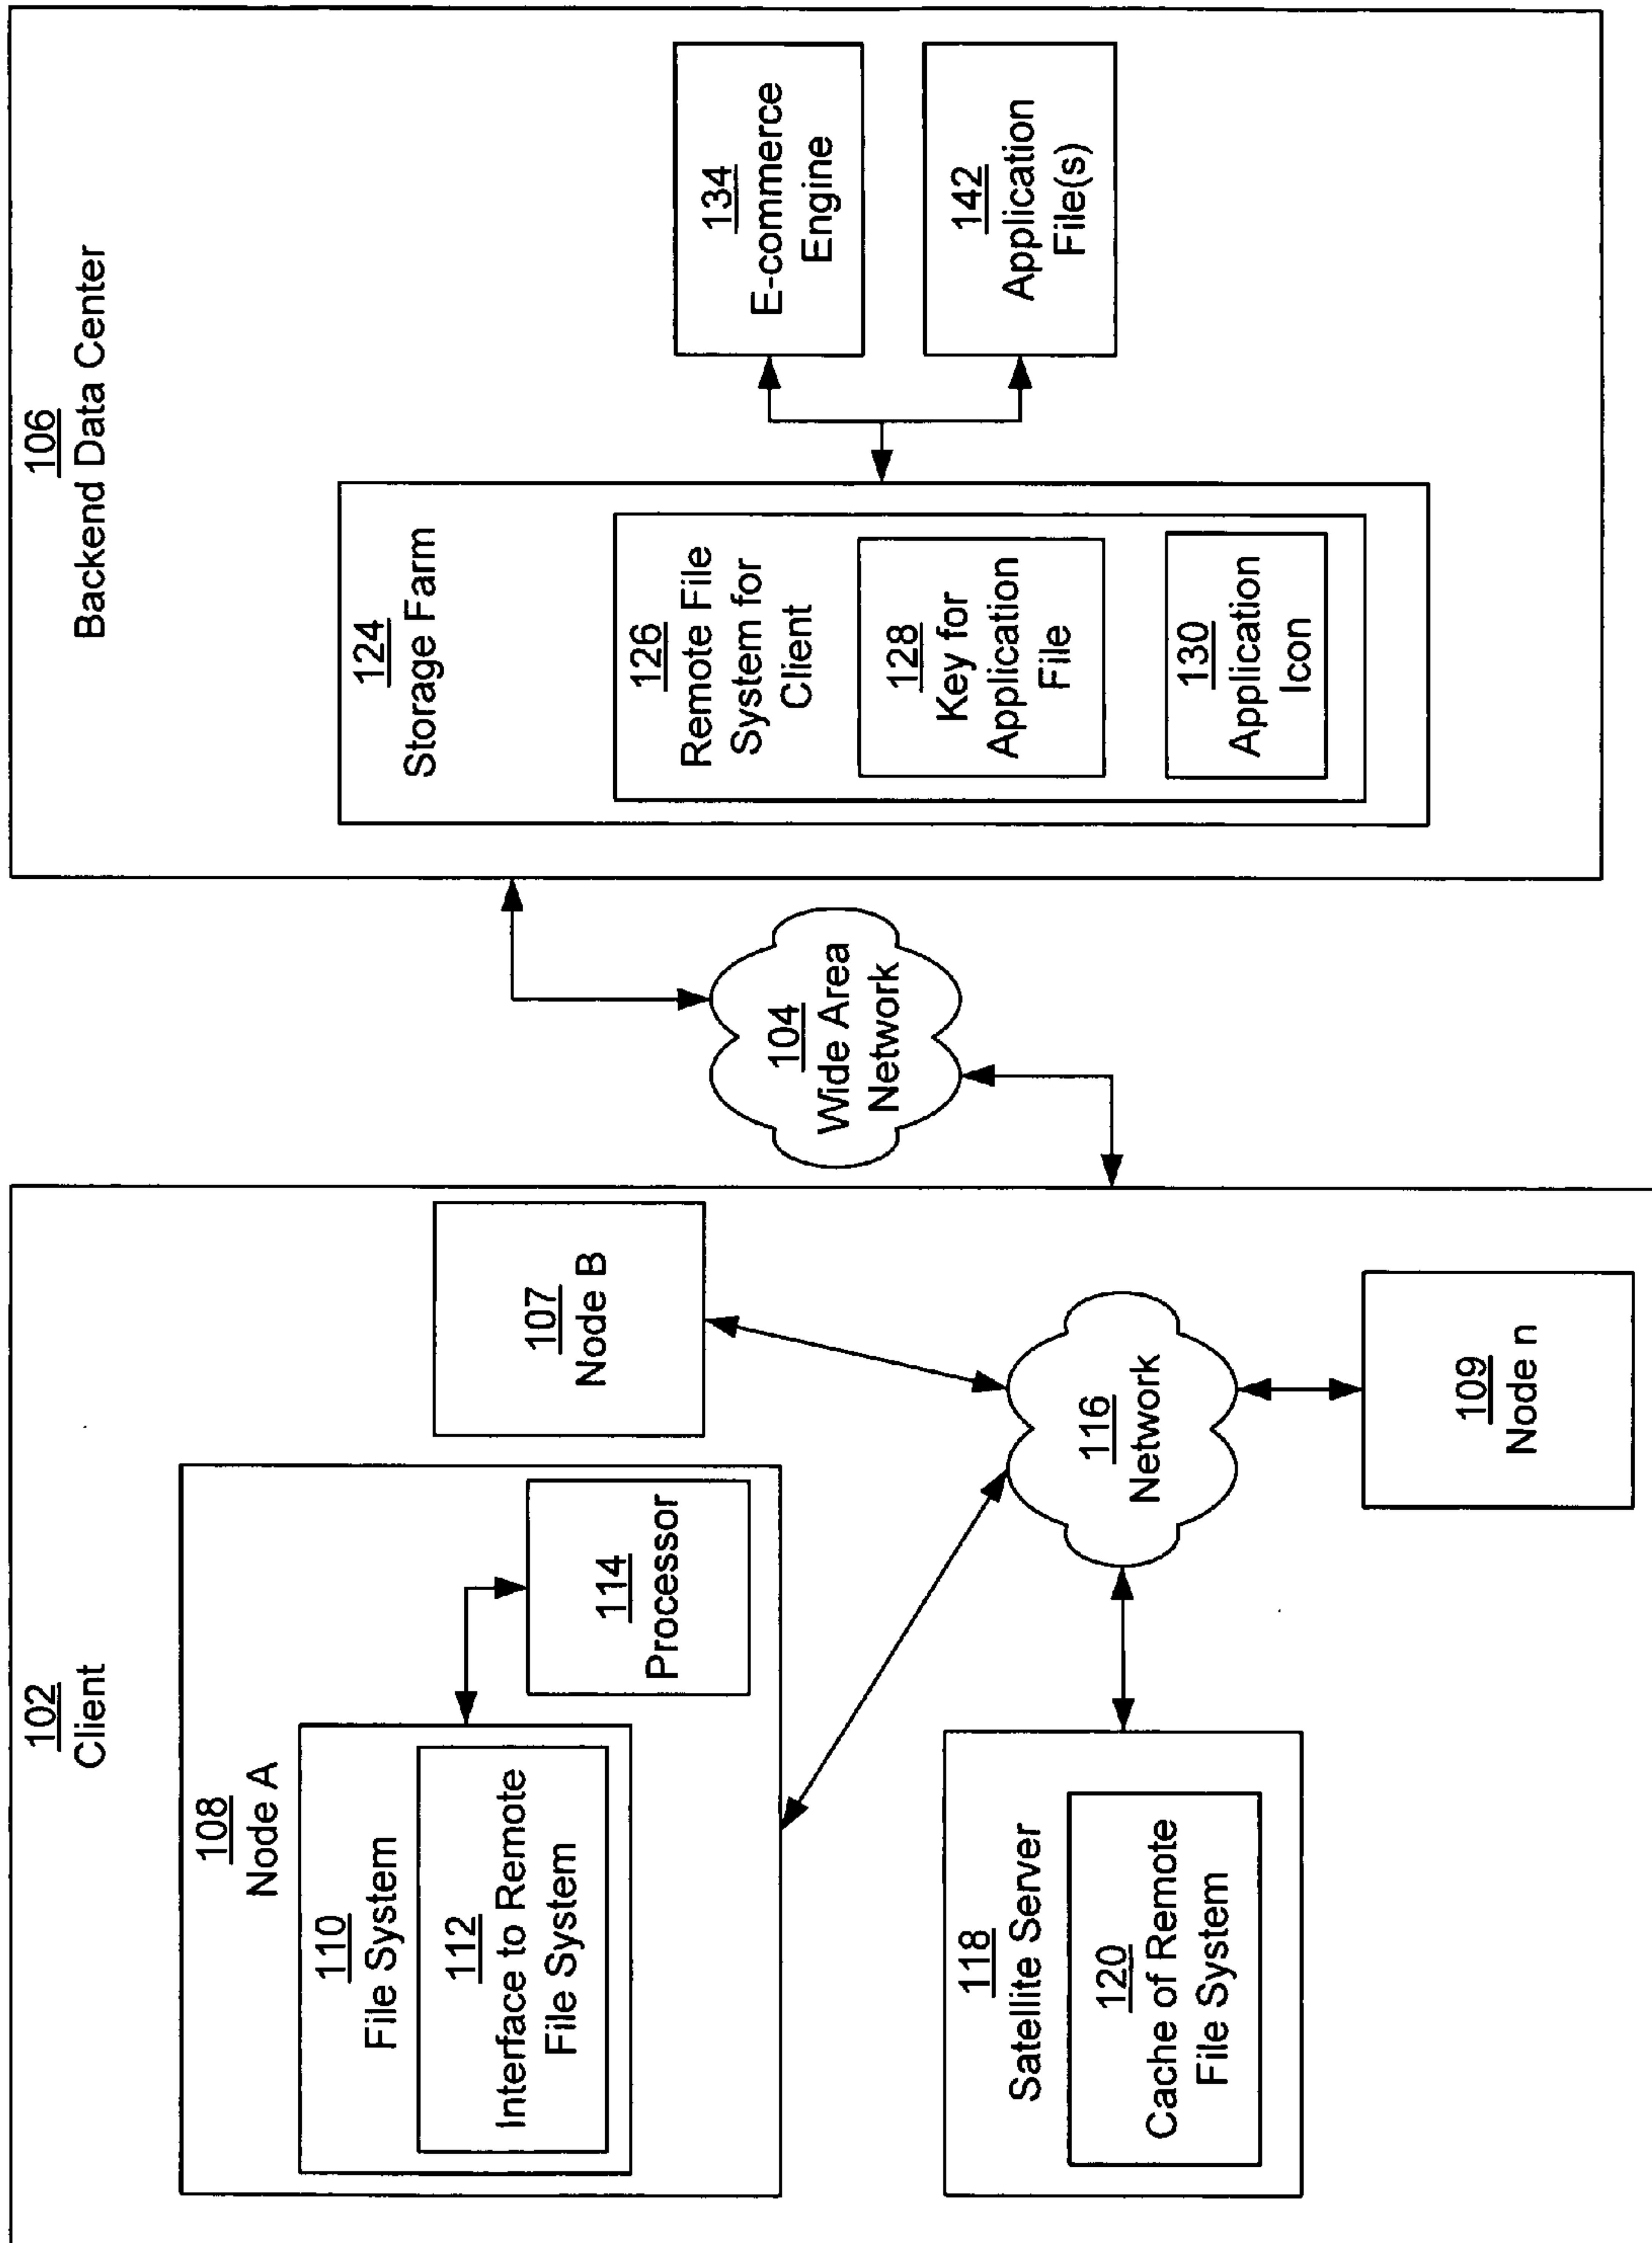 102
Client
108
Node A
110
File System
112
Interface to Remote
File System
114
Processor
107
Node B
118
Satellite Server
120
Cache of Remote
File System
116
Network
109
Node n
104
Wide Area
Network
106
Backend Data Center
124
Storage Farm
126
Remote File
System for
Client
128
Key for
Application
File
130
Application
Icon
134
E-commerce
Engine
142
Application
File(s)